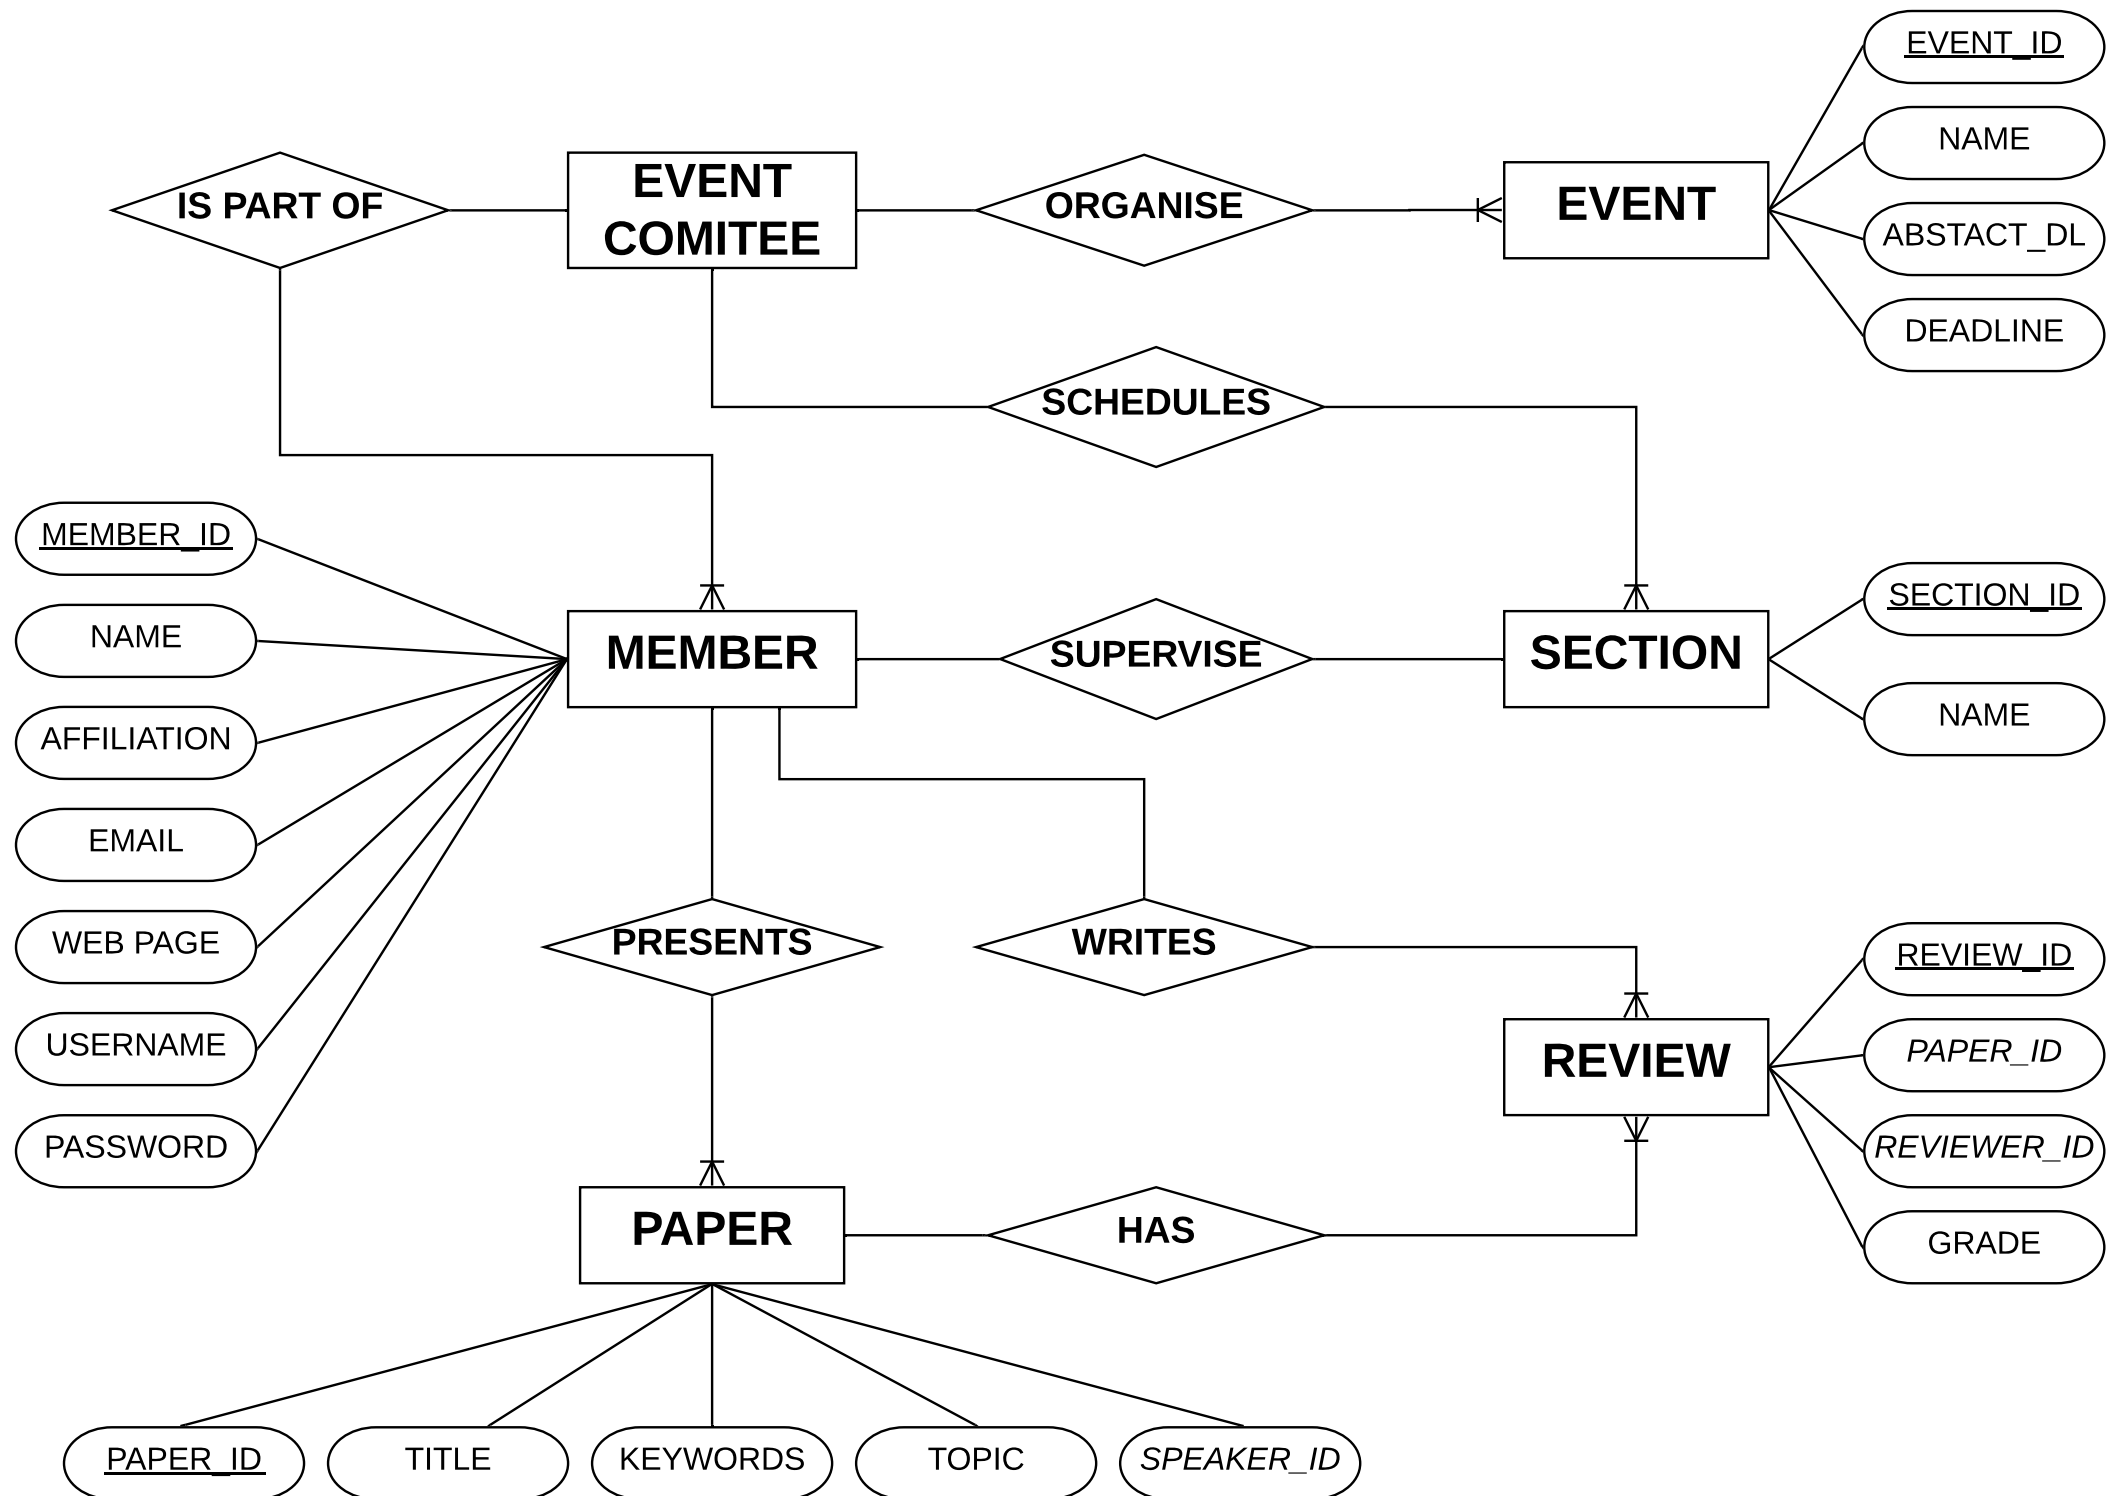 EVENT_ID
NAME
IS PART OF
EVENT
COMITEE
ORGANISE
EVENT
ABSTACT_DL
DEADLINE
SCHEDULES
MEMBER_ID
NAME
AFFILIATION
EMAIL
WEB PAGE
USERNAME
PASSWORD
MEMBER
SUPERVISE
SECTION
SECTION_ID
NAME
PRESENTS
WRITES
REVIEW
REVIEW_ID
PAPER_ID
REVIEWER_ID
GRADE
PAPER
HAS
PAPER_ID
TITLE
KEYWORDS
TOPIC
SPEAKER_ID